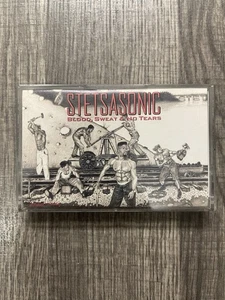 STETSASONIC
BLOOD, SWEAT & NO TEARS